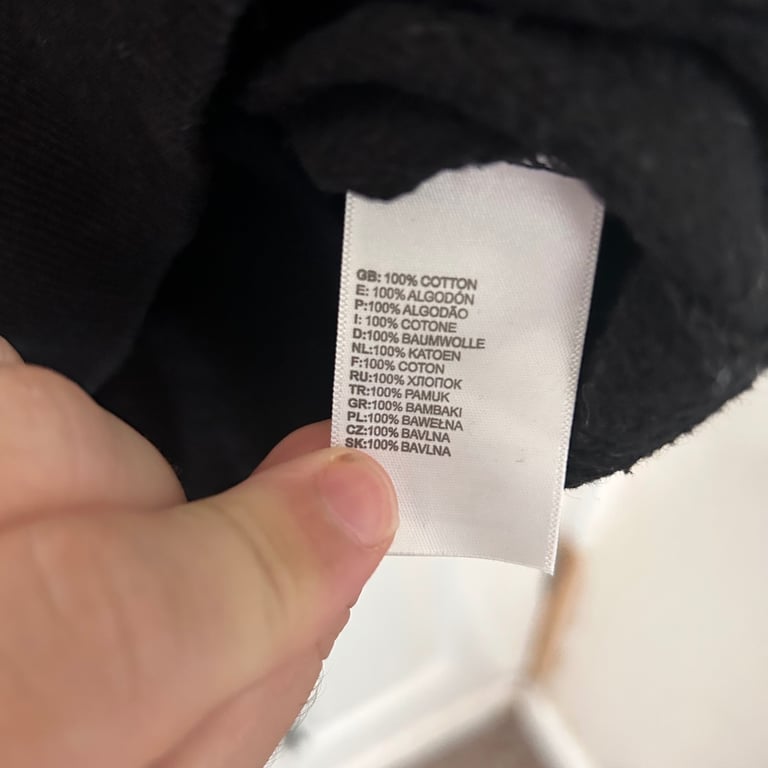 GB: 100% COTTON
E: 100% ALGODÓN
P:100% ALGODÃO
I: 100% COTONE
D:100% BAUMWOLLE
NL:100% KATOEN
F:100% COTON
RU:100% ХЛОПОК
TR:100% PAMUK
GR:100% BAMBAKI
PL:100% BAWEŁNA
CZ:100% BAVLNA
SK:100% BAVLNA